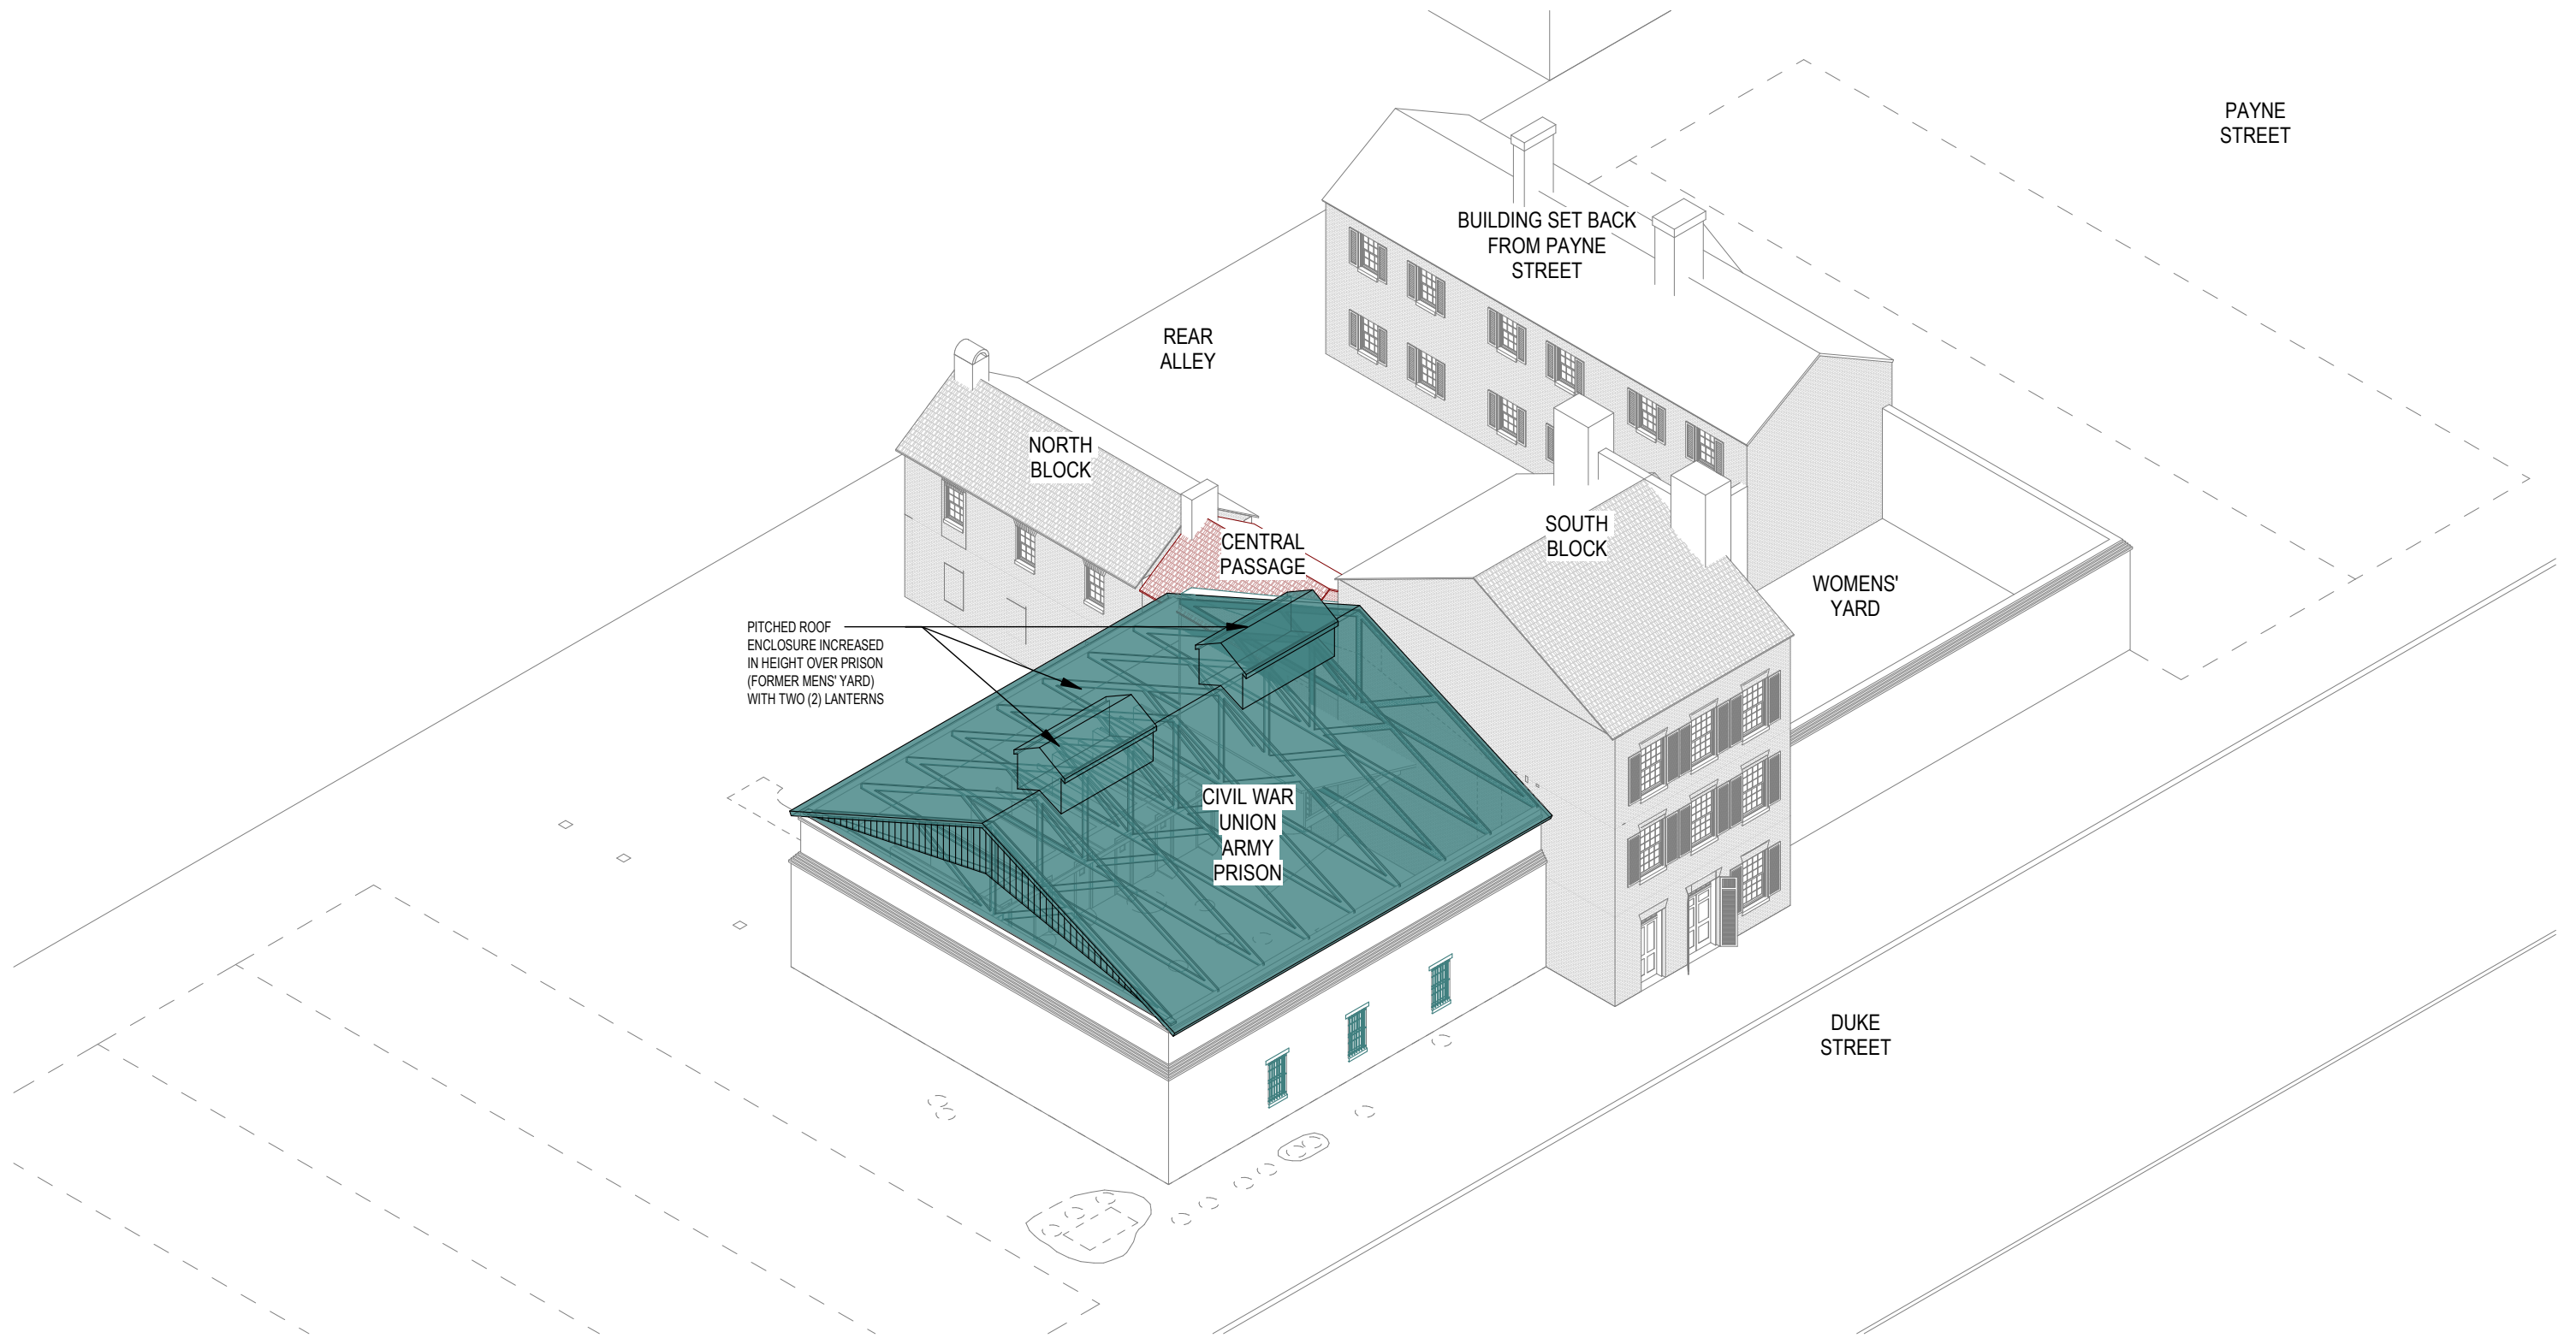 PAYNE
STREET
BUILDING SET BACK
FROM PAYNE
STREET
REAR
ALLEY
NORTH
BLOCK
CENTRAL
PASSAGE
SOUTH
BLOCK
WOMENS'
YARD
PITCHED ROOF
ENCLOSURE INCREASED
IN HEIGHT OVER PRISON
(FORMER MENS' YARD)
WITH TWO (2) LANTERNS
CIVIL WAR
UNION
ARMY
PRISON
DUKE
STREET